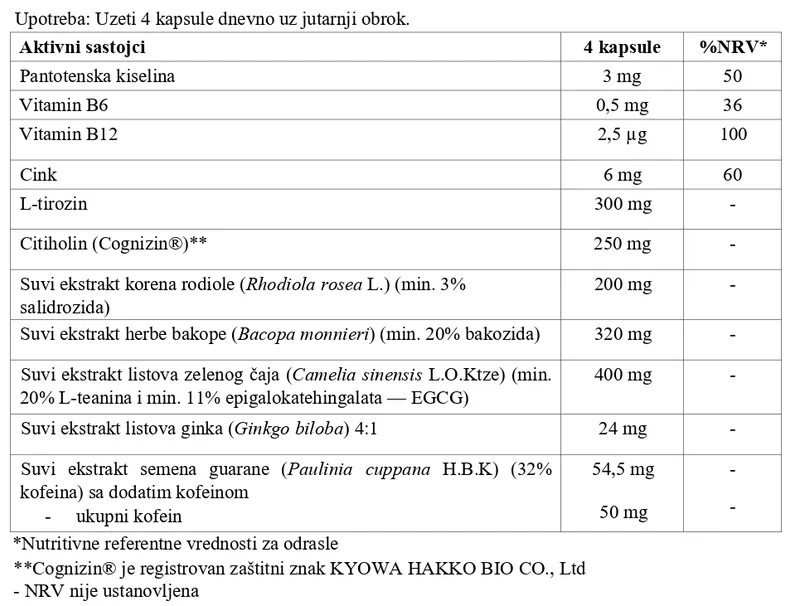 Upotreba: Uzeti 4 kapsule dnevno uz jutarnji obrok.
Aktivni sastojci 4 kapsule %NRV*
Pantotenska kiselina 3 mg 50
Vitamin B6 0,5 mg 36
Vitamin B12 2,5 µg 100
Cink 6 mg 60
L-tirozin 300 mg -
Citiholin (Cognizin®)** 250 mg -
Suvi ekstrakt korena rodiole (Rhodiola rosea L.) (min. 3% 200 mg -
salidrozida)
Suvi ekstrakt herbe bakope (Bacopa monnieri) (min. 20% bakozida) 320 mg -
Suvi ekstrakt listova zelenog čaja (Camelia sinensis L.O.Ktze) (min. 400 mg -
20% L-teanina i min. 11% epigalokatehingalata — EGCG)
Suvi ekstrakt listova ginka (Ginkgo biloba) 4:1 24 mg -
Suvi ekstrakt semena guarane (Paulinia cuppana H.B.K) (32% 54,5 mg -
kofeina) sa dodatim kofeinom
- ukupni kofein 50 mg -
*Nutritivne referentne vrednosti za odrasle
**Cognizin® je registrovan zaštitni znak KYOWA HAKKO BIO CO., Ltd
- NRV nije ustanovljena